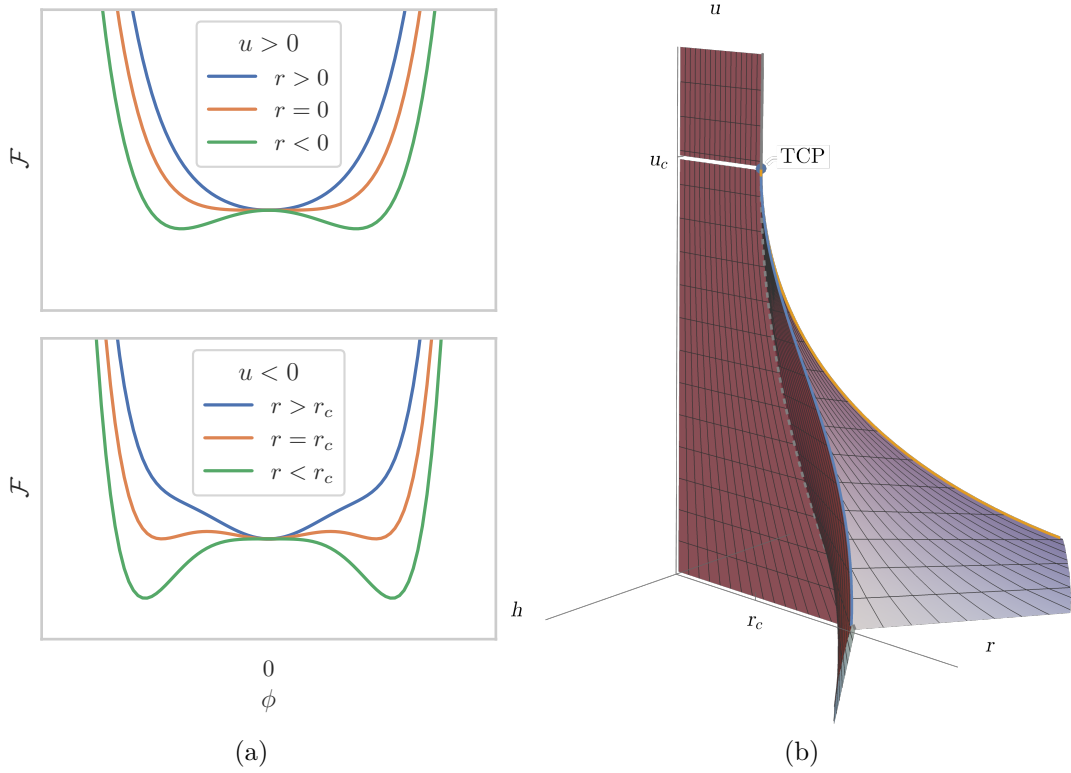 u > 0
r > 0
r = 0
r < 0
ℱ
u < 0
r > r_c
r = r_c
r < r_c
ℱ
0
ϕ
(a)
u
u_c
TCP
h
r_c
r
(b)